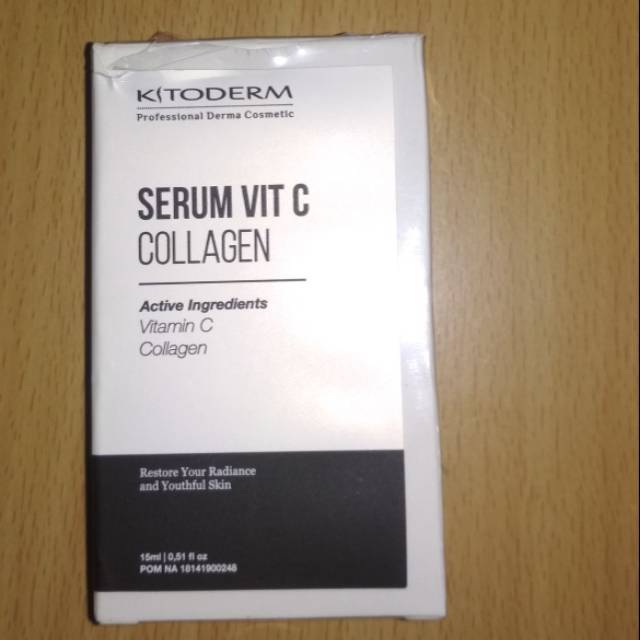 KITODERM
Professional Derma Cosmetic
SERUM VIT C
COLLAGEN
Active Ingredients
Vitamin C
Collagen
Restore Your Radiance
and Youthful Skin
15ml | 0,51 fl oz
POM NA 18141900248